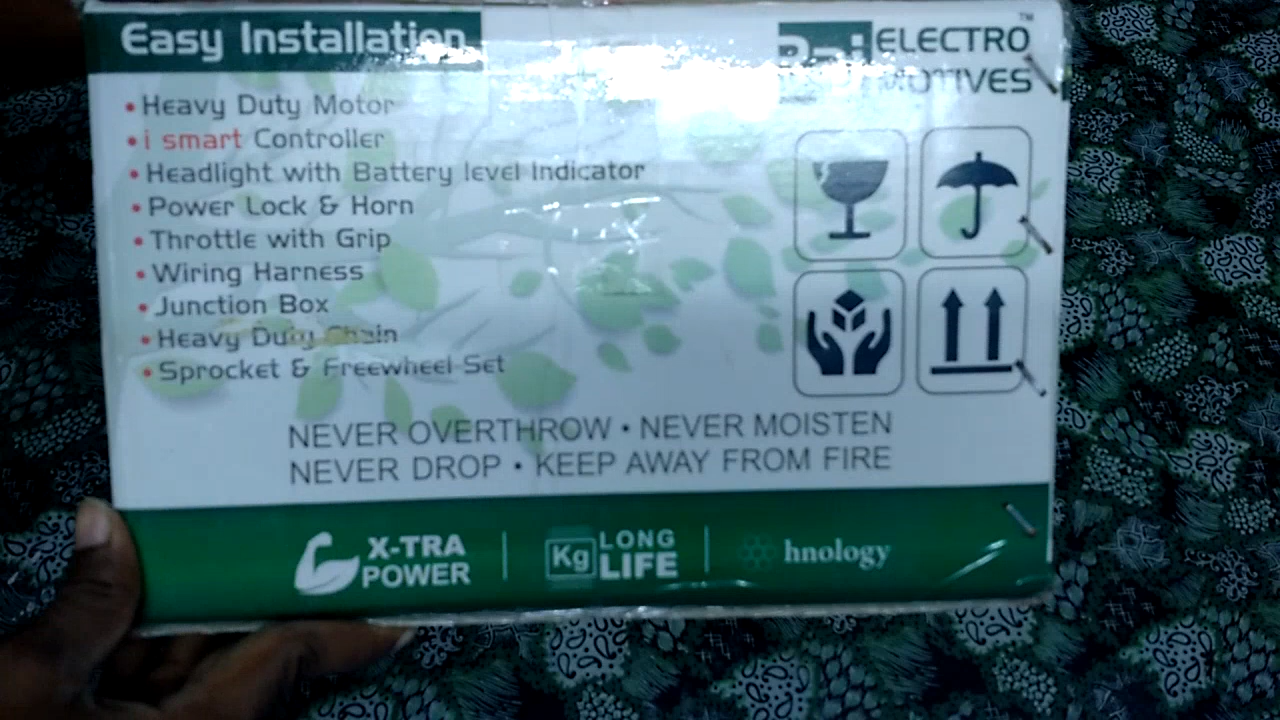 Easy Installation
ELECTRO
MOTIVES
TM
• Heavy Duty Motor
• i smart Controller
• Headlight with Battery level Indicator
• Power Lock & Horn
• Throttle with Grip
• Wiring Harness
• Junction Box
• Heavy Duty Chain
• Sprocket & Freewheel Set
NEVER OVERTHROW • NEVER MOISTEN
NEVER DROP • KEEP AWAY FROM FIRE
X-TRA
POWER
Kg
LONG
LIFE
hnology